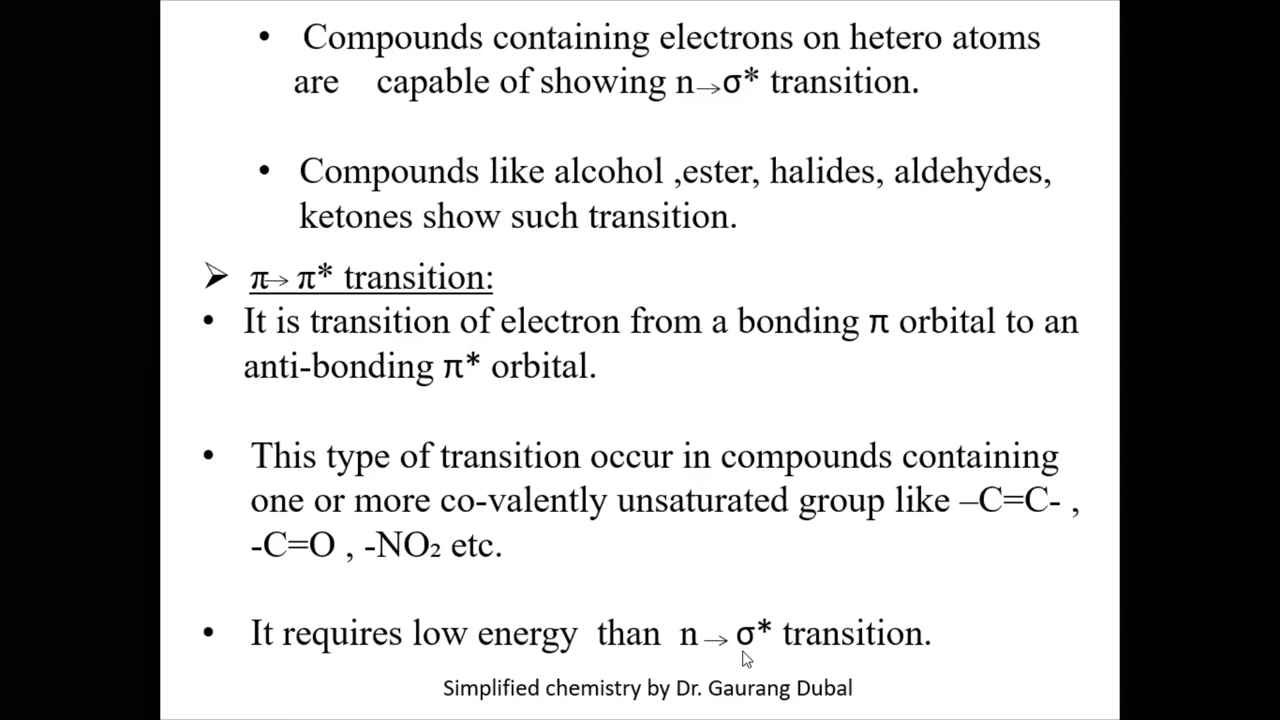 • Compounds containing electrons on hetero atoms
are capable of showing n→σ* transition.
• Compounds like alcohol ,ester, halides, aldehydes,
ketones show such transition.
➢ π→ π* transition:
• It is transition of electron from a bonding π orbital to an
anti-bonding π* orbital.
• This type of transition occur in compounds containing
one or more co-valently unsaturated group like –C=C- ,
-C=O , -NO₂ etc.
• It requires low energy than n→ σ* transition.
Simplified chemistry by Dr. Gaurang Dubal